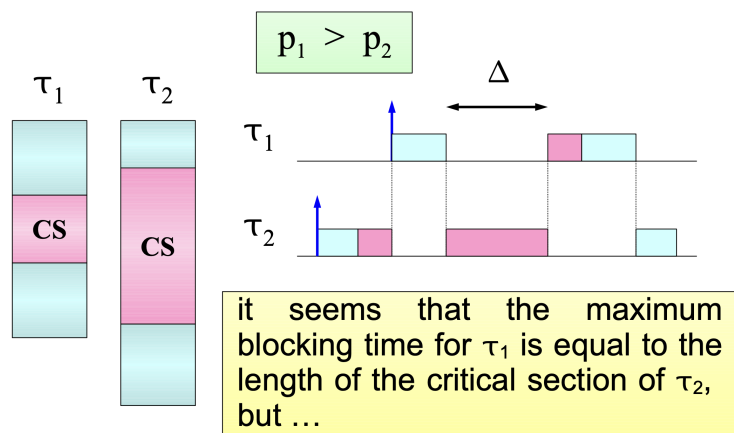 p₁ > p₂
τ₁ τ₂
Δ
τ₁
CS
CS
τ₂
it seems that the maximum
blocking time for τ₁ is equal to the
length of the critical section of τ₂,
but …